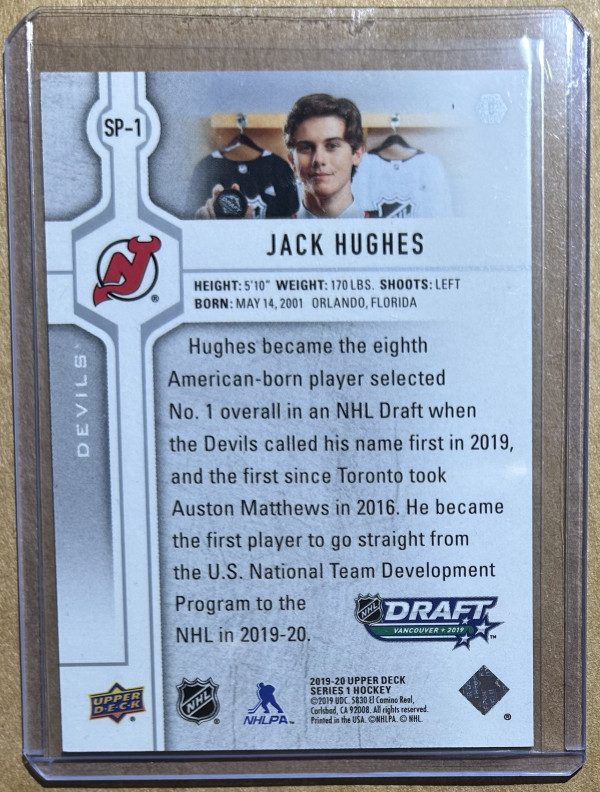 SP-1
JACK HUGHES
HEIGHT: 5'10" WEIGHT: 170 LBS. SHOOTS: LEFT
BORN: MAY 14, 2001 ORLANDO, FLORIDA
DEVILS
Hughes became the eighth
American-born player selected
No. 1 overall in an NHL Draft when
the Devils called his name first in 2019,
and the first since Toronto took
Auston Matthews in 2016. He became
the first player to go straight from
the U.S. National Team Development
Program to the
NHL in 2019-20.
NHL DRAFT™
VANCOUVER ★ 2019
UPPER
D·E·C·K
®
NHL
®
NHLPA™
2019-20 UPPER DECK
SERIES 1 HOCKEY
©2019 UDC. 5830 El Camino Real,
Carlsbad, CA 92008. All rights reserved.
Printed in the USA. ©NHLPA. © NHL.
®